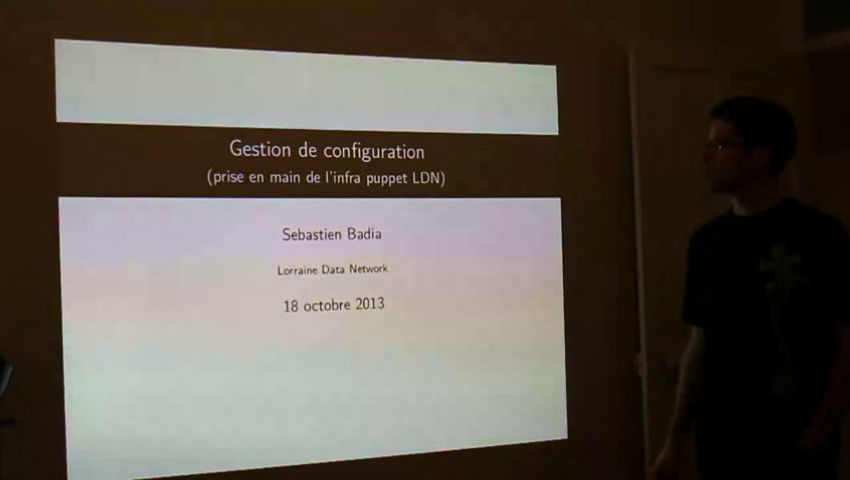 Gestion de configuration
(prise en main de l'infra puppet LDN)
Sebastien Badia
Lorraine Data Network
18 octobre 2013